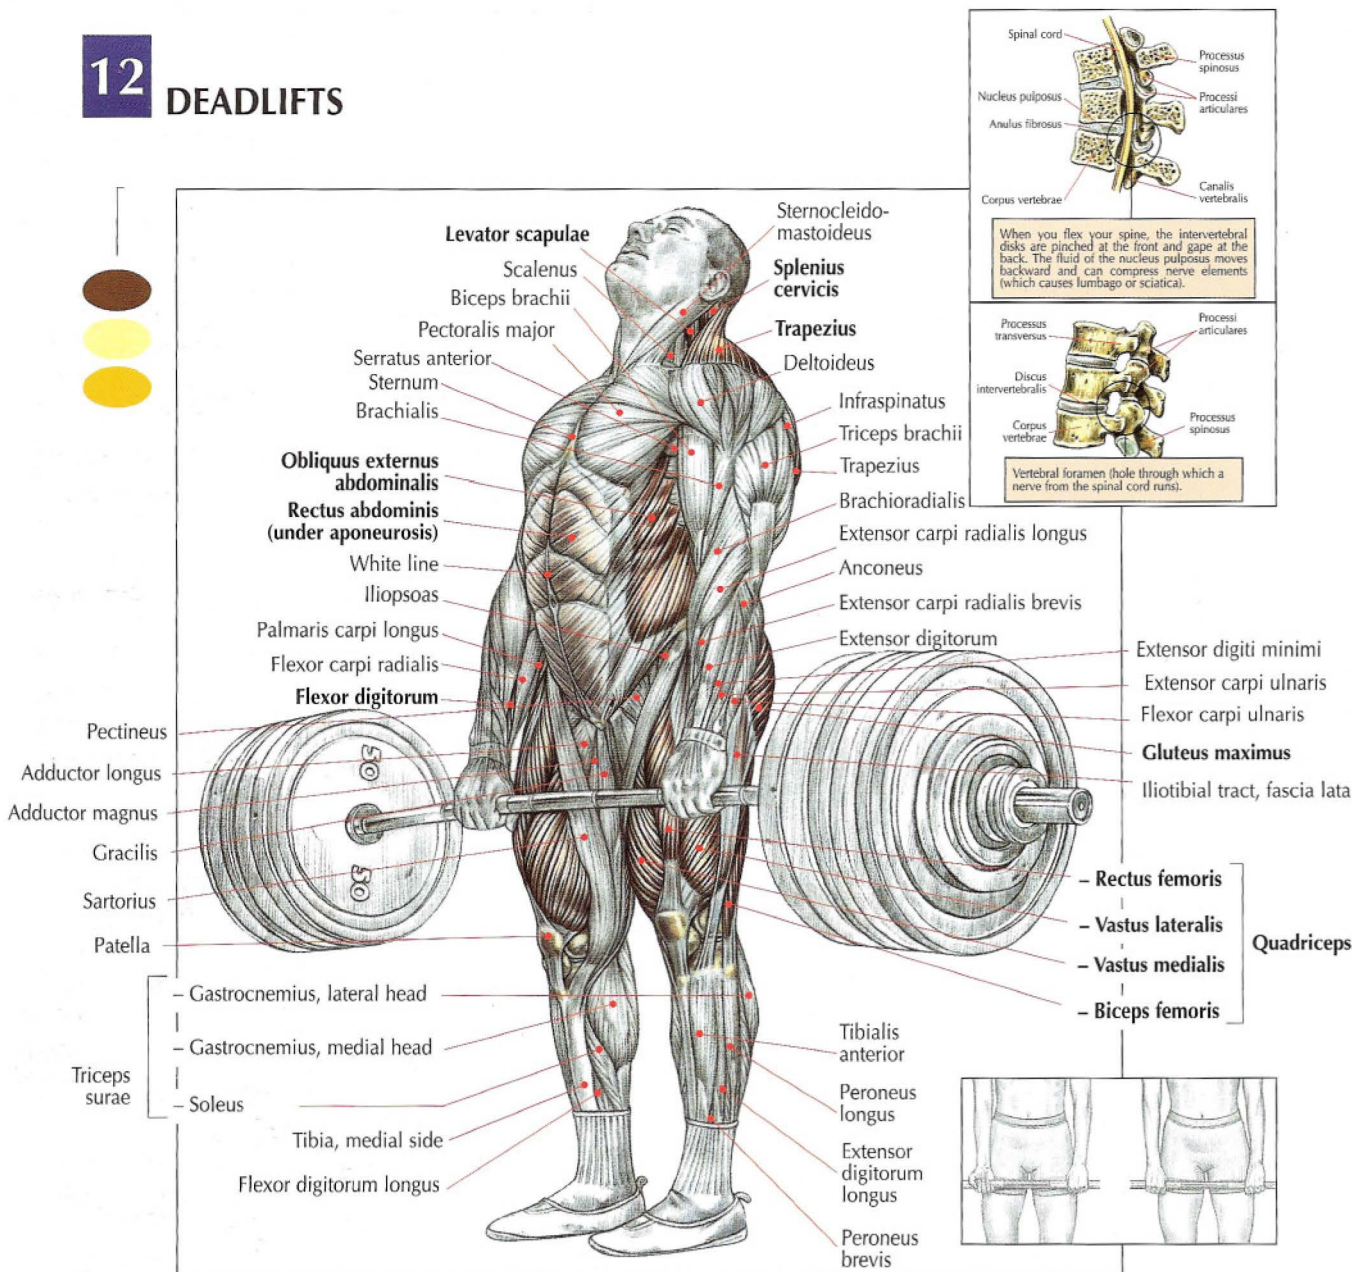 12
DEADLIFTS
Spinal cord
Processus
spinosus
Nucleus pulposus
Processi
articulares
Anulus fibrosus
Corpus vertebrae
Canalis
vertebralis
When you flex your spine, the intervertebral
disks are pinched at the front and gape at the
back. The fluid of the nucleus pulposus moves
backward and can compress nerve elements
(which causes lumbago or sciatica).
Processus
transversus
Processi
articulares
Discus
intervertebralis
Corpus
vertebrae
Processus
spinosus
Vertebral foramen (hole through which a
nerve from the spinal cord runs).
Levator scapulae
Scalenus
Biceps brachii
Pectoralis major
Serratus anterior
Sternum
Brachialis
Obliquus externus
abdominalis
Rectus abdominis
(under aponeurosis)
White line
Iliopsoas
Palmaris carpi longus
Flexor carpi radialis
Flexor digitorum
Pectineus
Adductor longus
Adductor magnus
Gracilis
Sartorius
Patella
Triceps
surae
– Gastrocnemius, lateral head
– Gastrocnemius, medial head
– Soleus
Tibia, medial side
Flexor digitorum longus
Sternocleido-
mastoideus
Splenius
cervicis
Trapezius
Deltoideus
Infraspinatus
Triceps brachii
Trapezius
Brachioradialis
Extensor carpi radialis longus
Anconeus
Extensor carpi radialis brevis
Extensor digitorum
Extensor digiti minimi
Extensor carpi ulnaris
Flexor carpi ulnaris
Gluteus maximus
Iliotibial tract, fascia lata
– Rectus femoris
– Vastus lateralis
– Vastus medialis
– Biceps femoris
Quadriceps
Tibialis
anterior
Peroneus
longus
Extensor
digitorum
longus
Peroneus
brevis
50
50